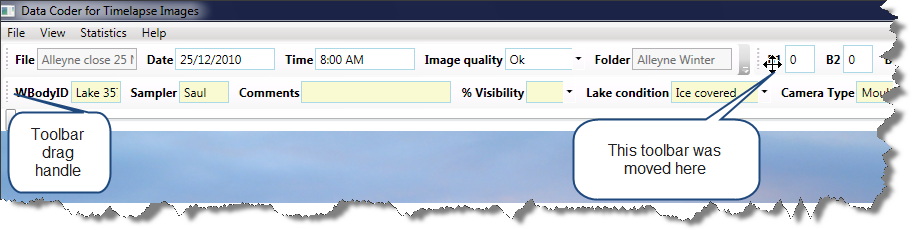 Data Coder for Timelapse Images
File View Statistics Help
File Alleyne close 25 Date 25/12/2010 Time 8:00 AM Image quality Ok Folder Alleyne Winter 0 B2 0
WBodyID Lake 35 Sampler Saul Comments % Visibility Lake condition Ice covered Camera Type
Toolbar
drag
handle
This toolbar was
moved here